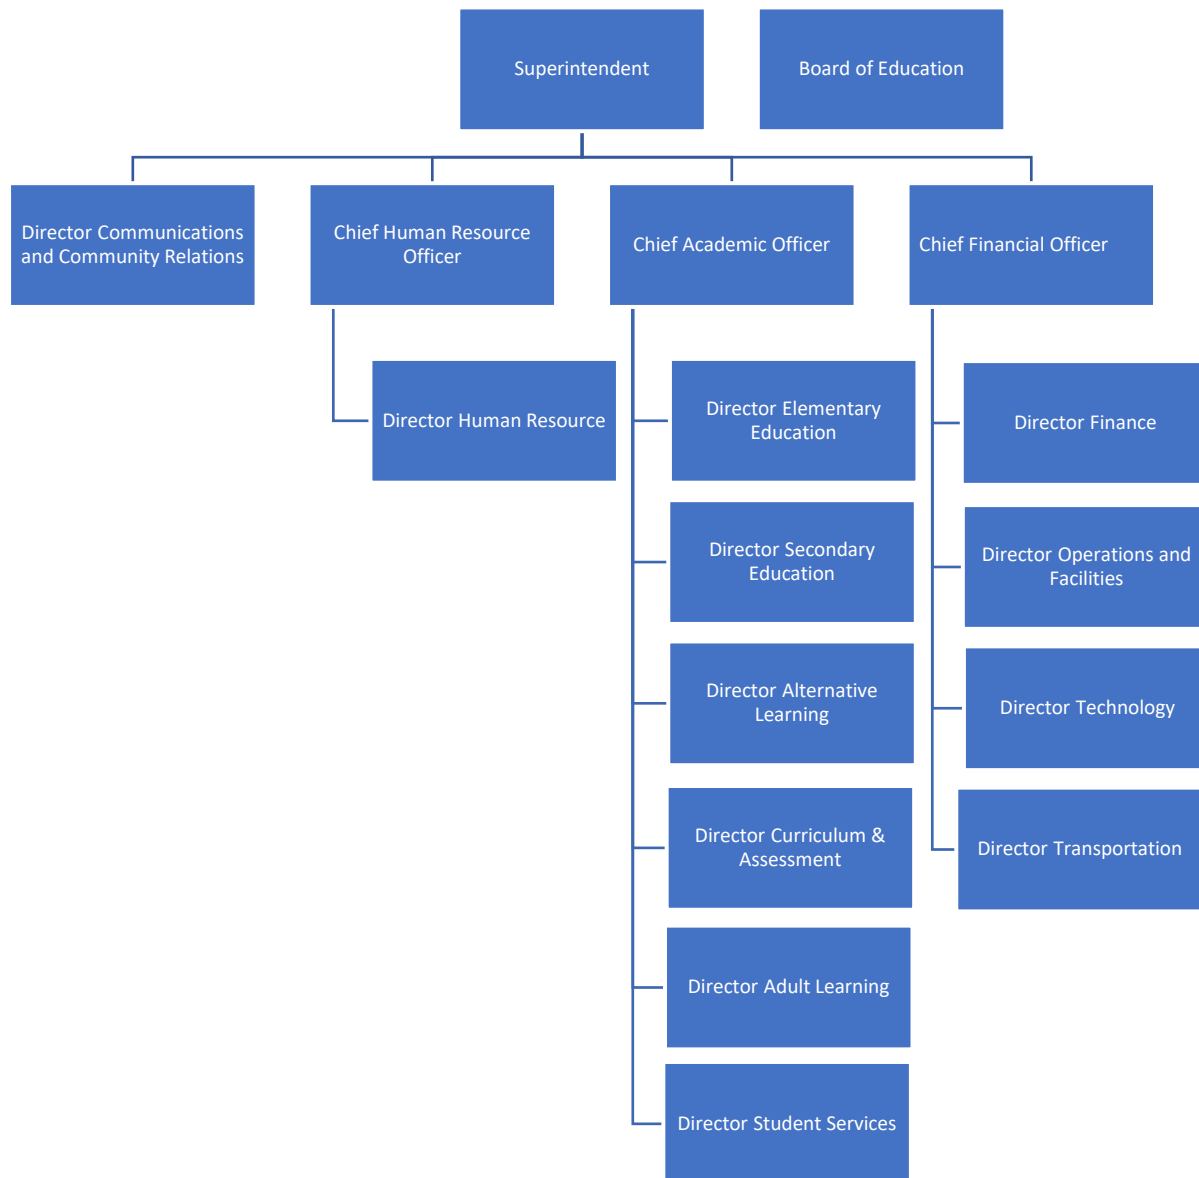 Superintendent
Board of Education
Director Communications
and Community Relations
Chief Human Resource
Officer
Chief Academic Officer
Chief Financial Officer
Director Human Resource
Director Elementary
Education
Director Finance
Director Secondary
Education
Director Operations and
Facilities
Director Alternative
Learning
Director Technology
Director Curriculum &
Assessment
Director Transportation
Director Adult Learning
Director Student Services